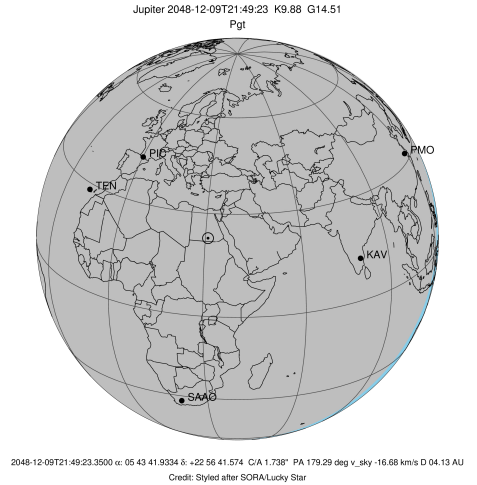 Jupiter 2048-12-09T21:49:23 K9.88 G14.51
Pgt
PIC
PMO
TEN
KAV
SAAO
2048-12-09T21:49:23.3500 α: 05 43 41.9334 δ: +22 56 41.574 C/A 1.738" PA 179.29 deg v_sky -16.68 km/s D 04.13 AU
Credit: Styled after SORA/Lucky Star